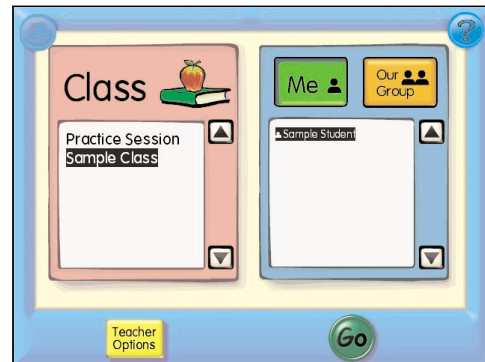 ?
Class
Me
Our
Group
Practice Session
Sample Class
Sample Student
Teacher
Options
Go